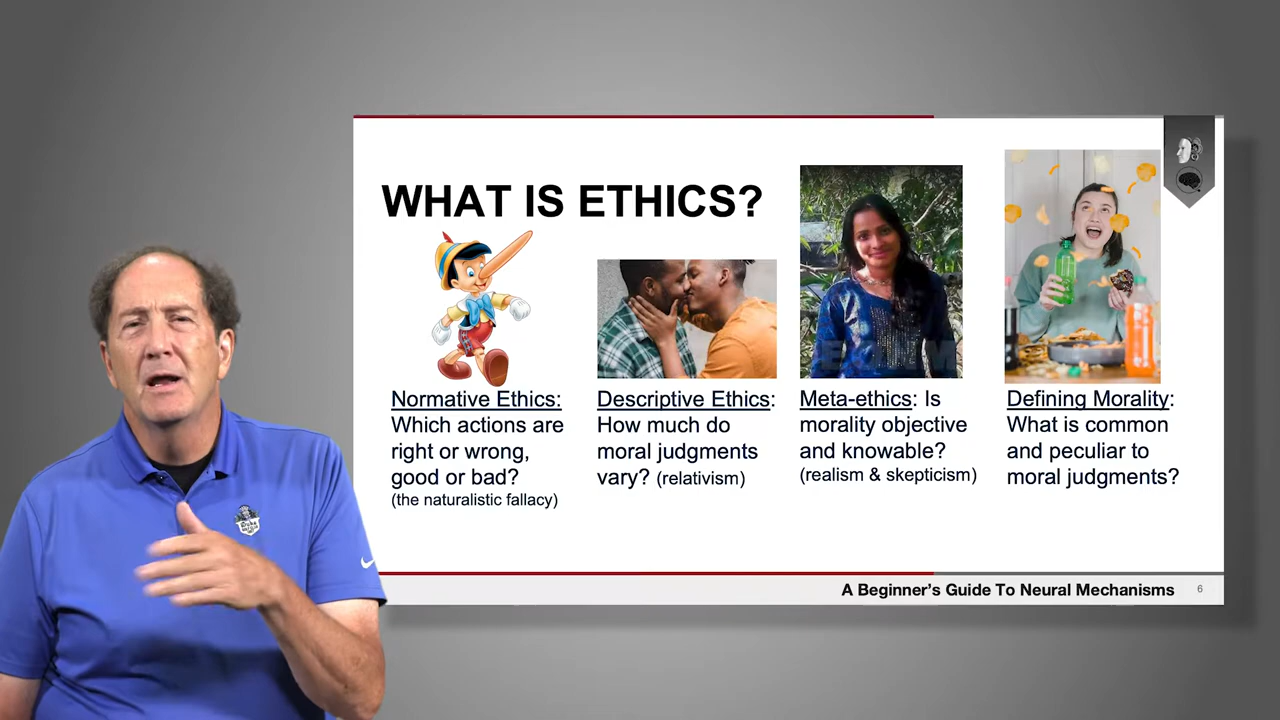 WHAT IS ETHICS?
Normative Ethics:
Which actions are
right or wrong,
good or bad?
(the naturalistic fallacy)
Descriptive Ethics:
How much do
moral judgments
vary? (relativism)
Meta-ethics: Is
morality objective
and knowable?
(realism & skepticism)
Defining Morality:
What is common
and peculiar to
moral judgments?
A Beginner's Guide To Neural Mechanisms
6